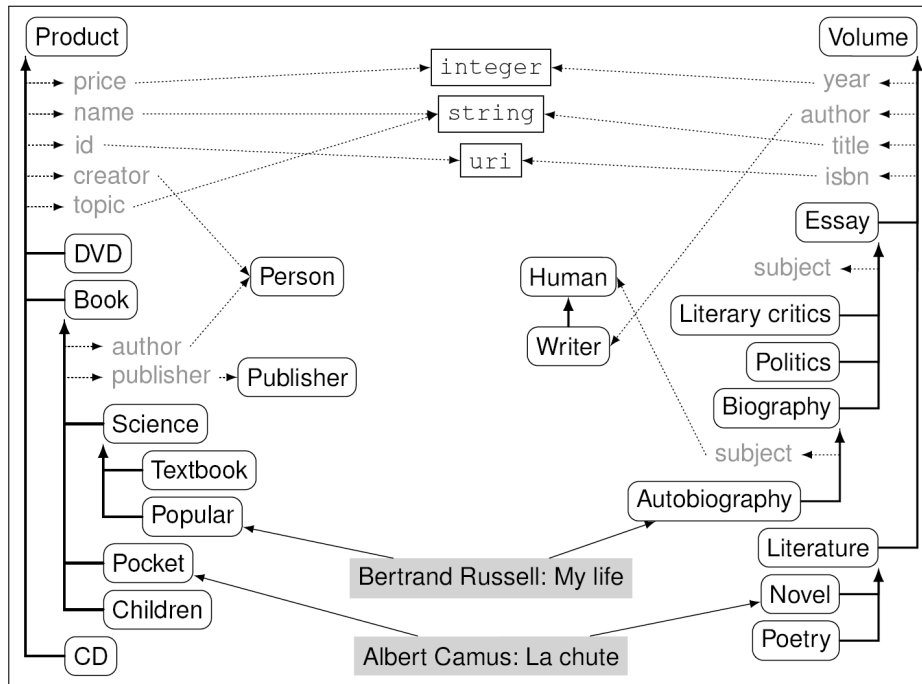 Product
Volume
price
integer
year
name
string
author
id
title
uri
creator
isbn
topic
Essay
DVD
subject
Person
Human
Book
Literary critics
author
Writer
Politics
publisher
Publisher
Biography
Science
subject
Textbook
Autobiography
Popular
Literature
Pocket
Bertrand Russell: My life
Novel
Children
Poetry
CD
Albert Camus: La chute